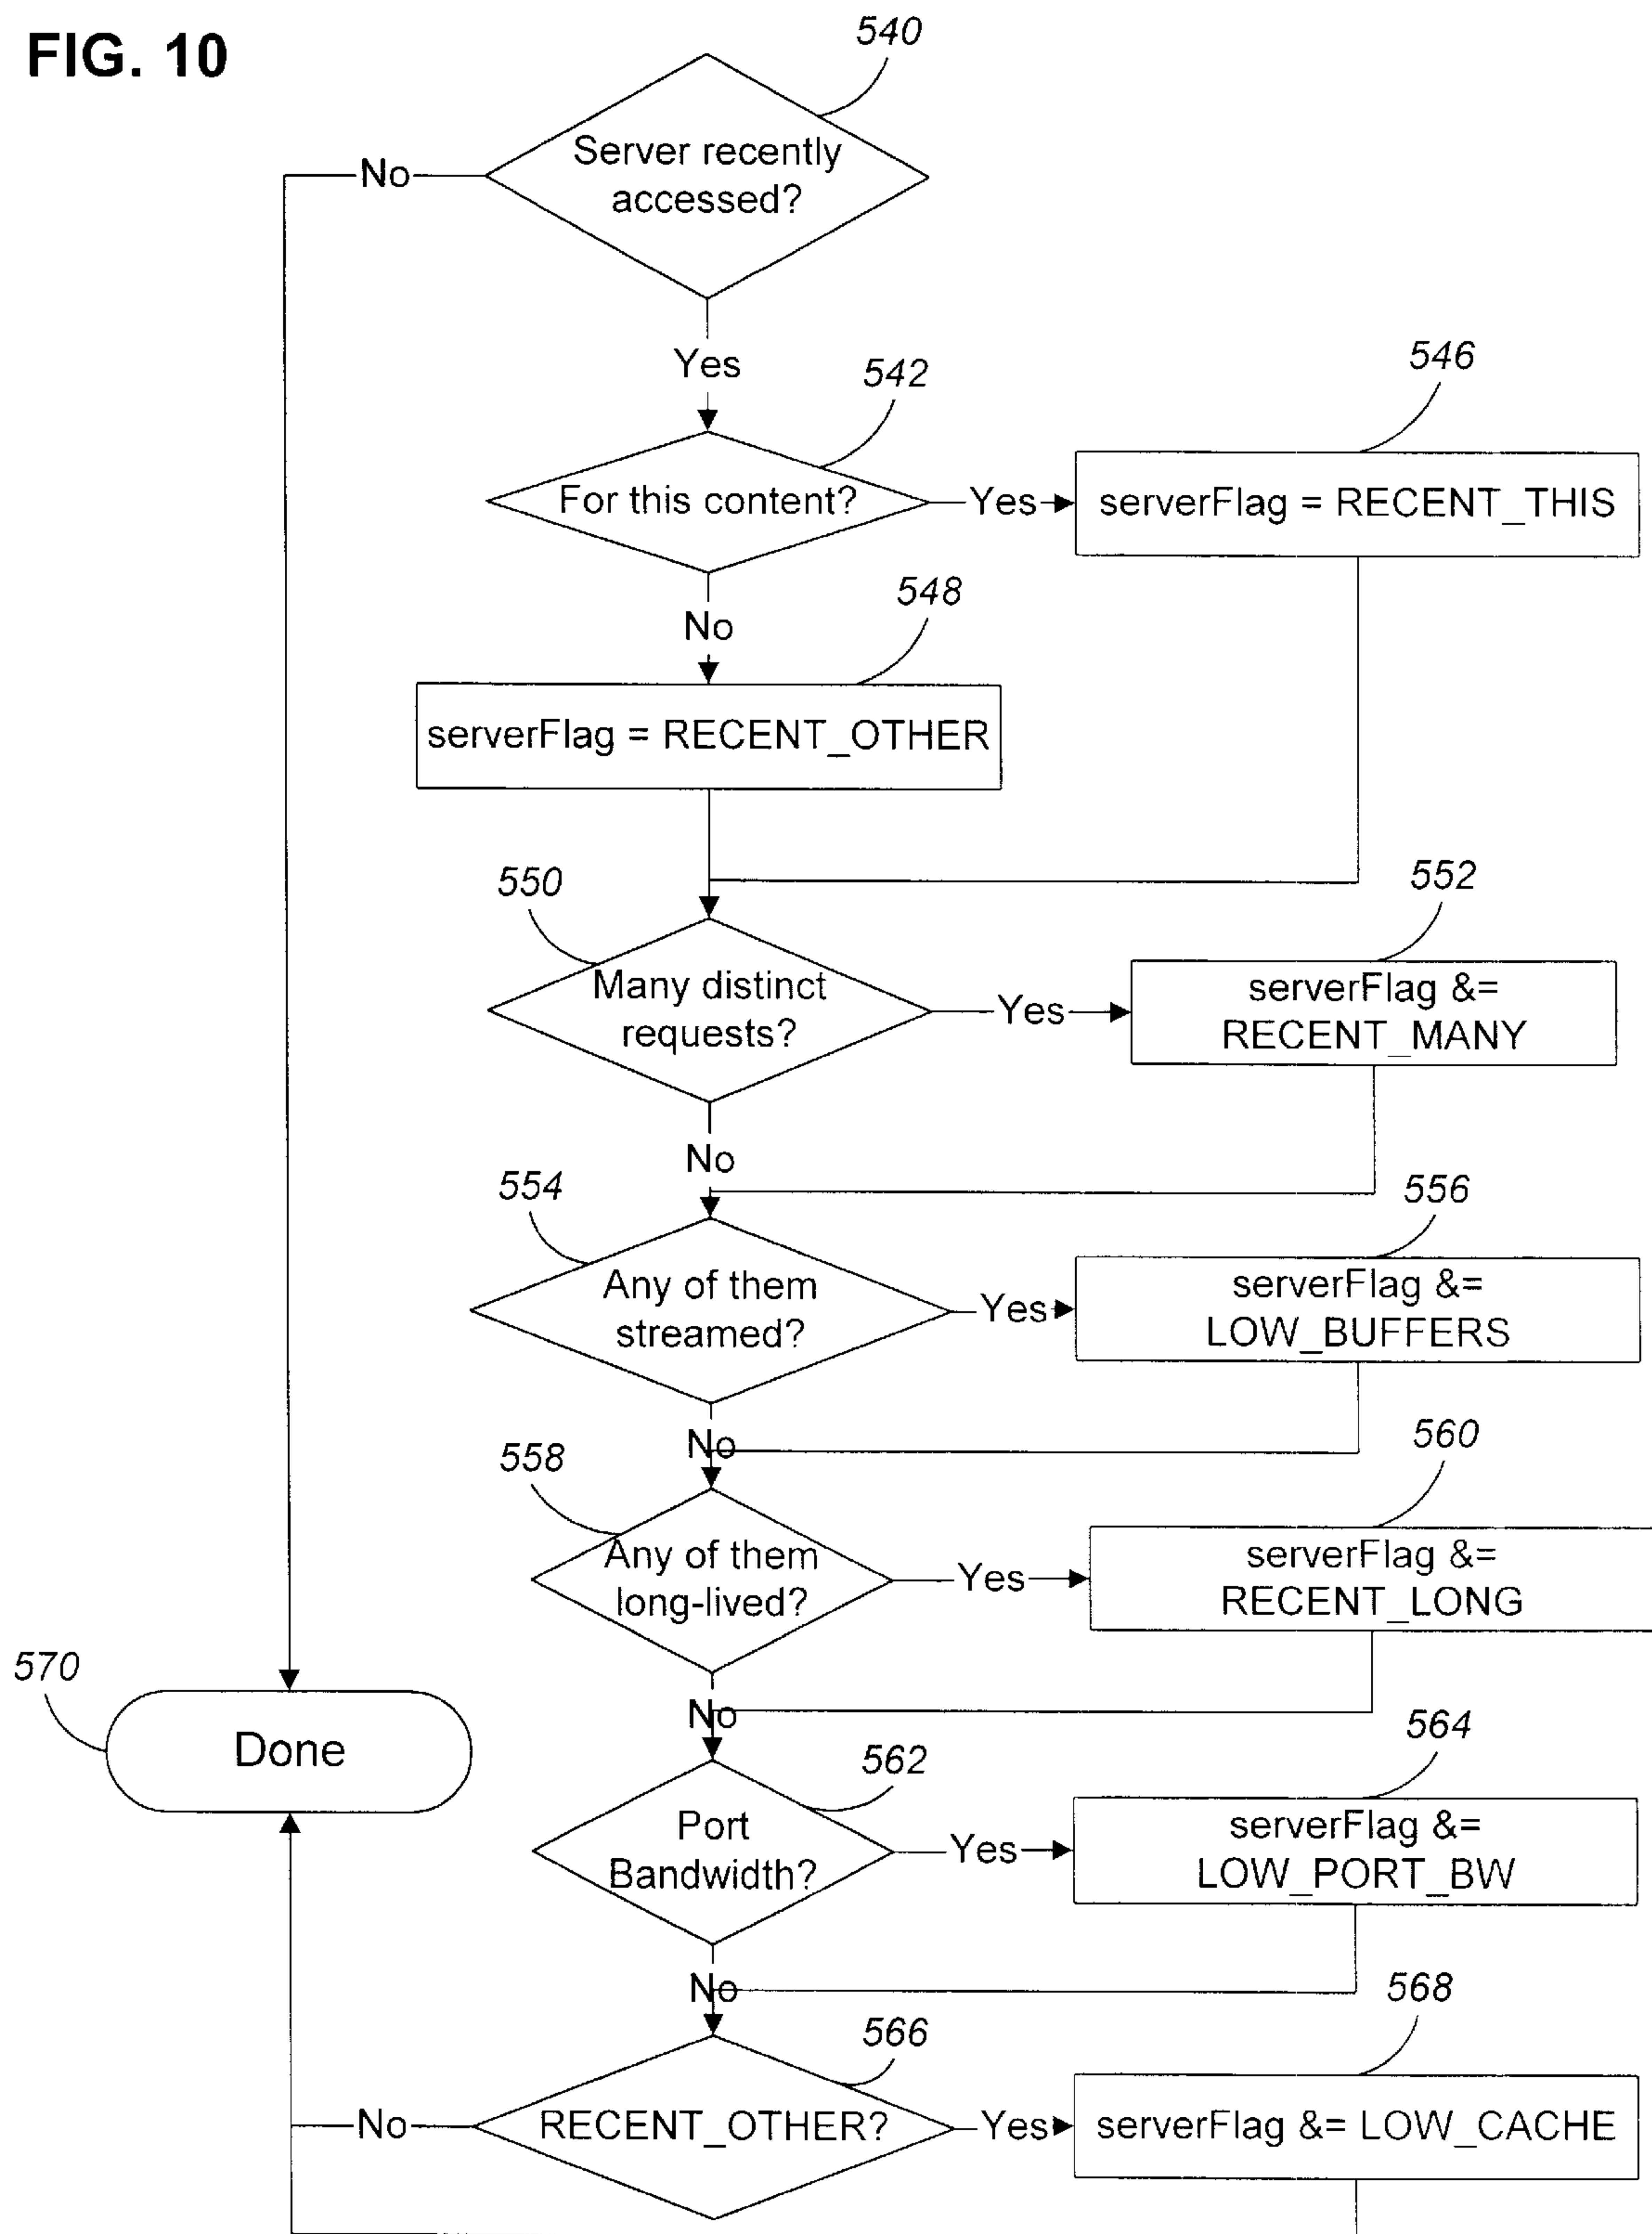 FIG. 10
540
Server recently
accessed?
No
Yes
542
546
For this content?
Yes
serverFlag = RECENT_THIS
No
548
serverFlag = RECENT_OTHER
550
552
Many distinct
requests?
Yes
serverFlag &=
RECENT_MANY
No
554
556
Any of them
streamed?
Yes
serverFlag &=
LOW_BUFFERS
No
558
560
Any of them
long-lived?
Yes
serverFlag &=
RECENT_LONG
570
Done
No
562
564
Port
Bandwidth?
Yes
serverFlag &=
LOW_PORT_BW
No
566
568
No
RECENT_OTHER?
Yes
serverFlag &= LOW_CACHE